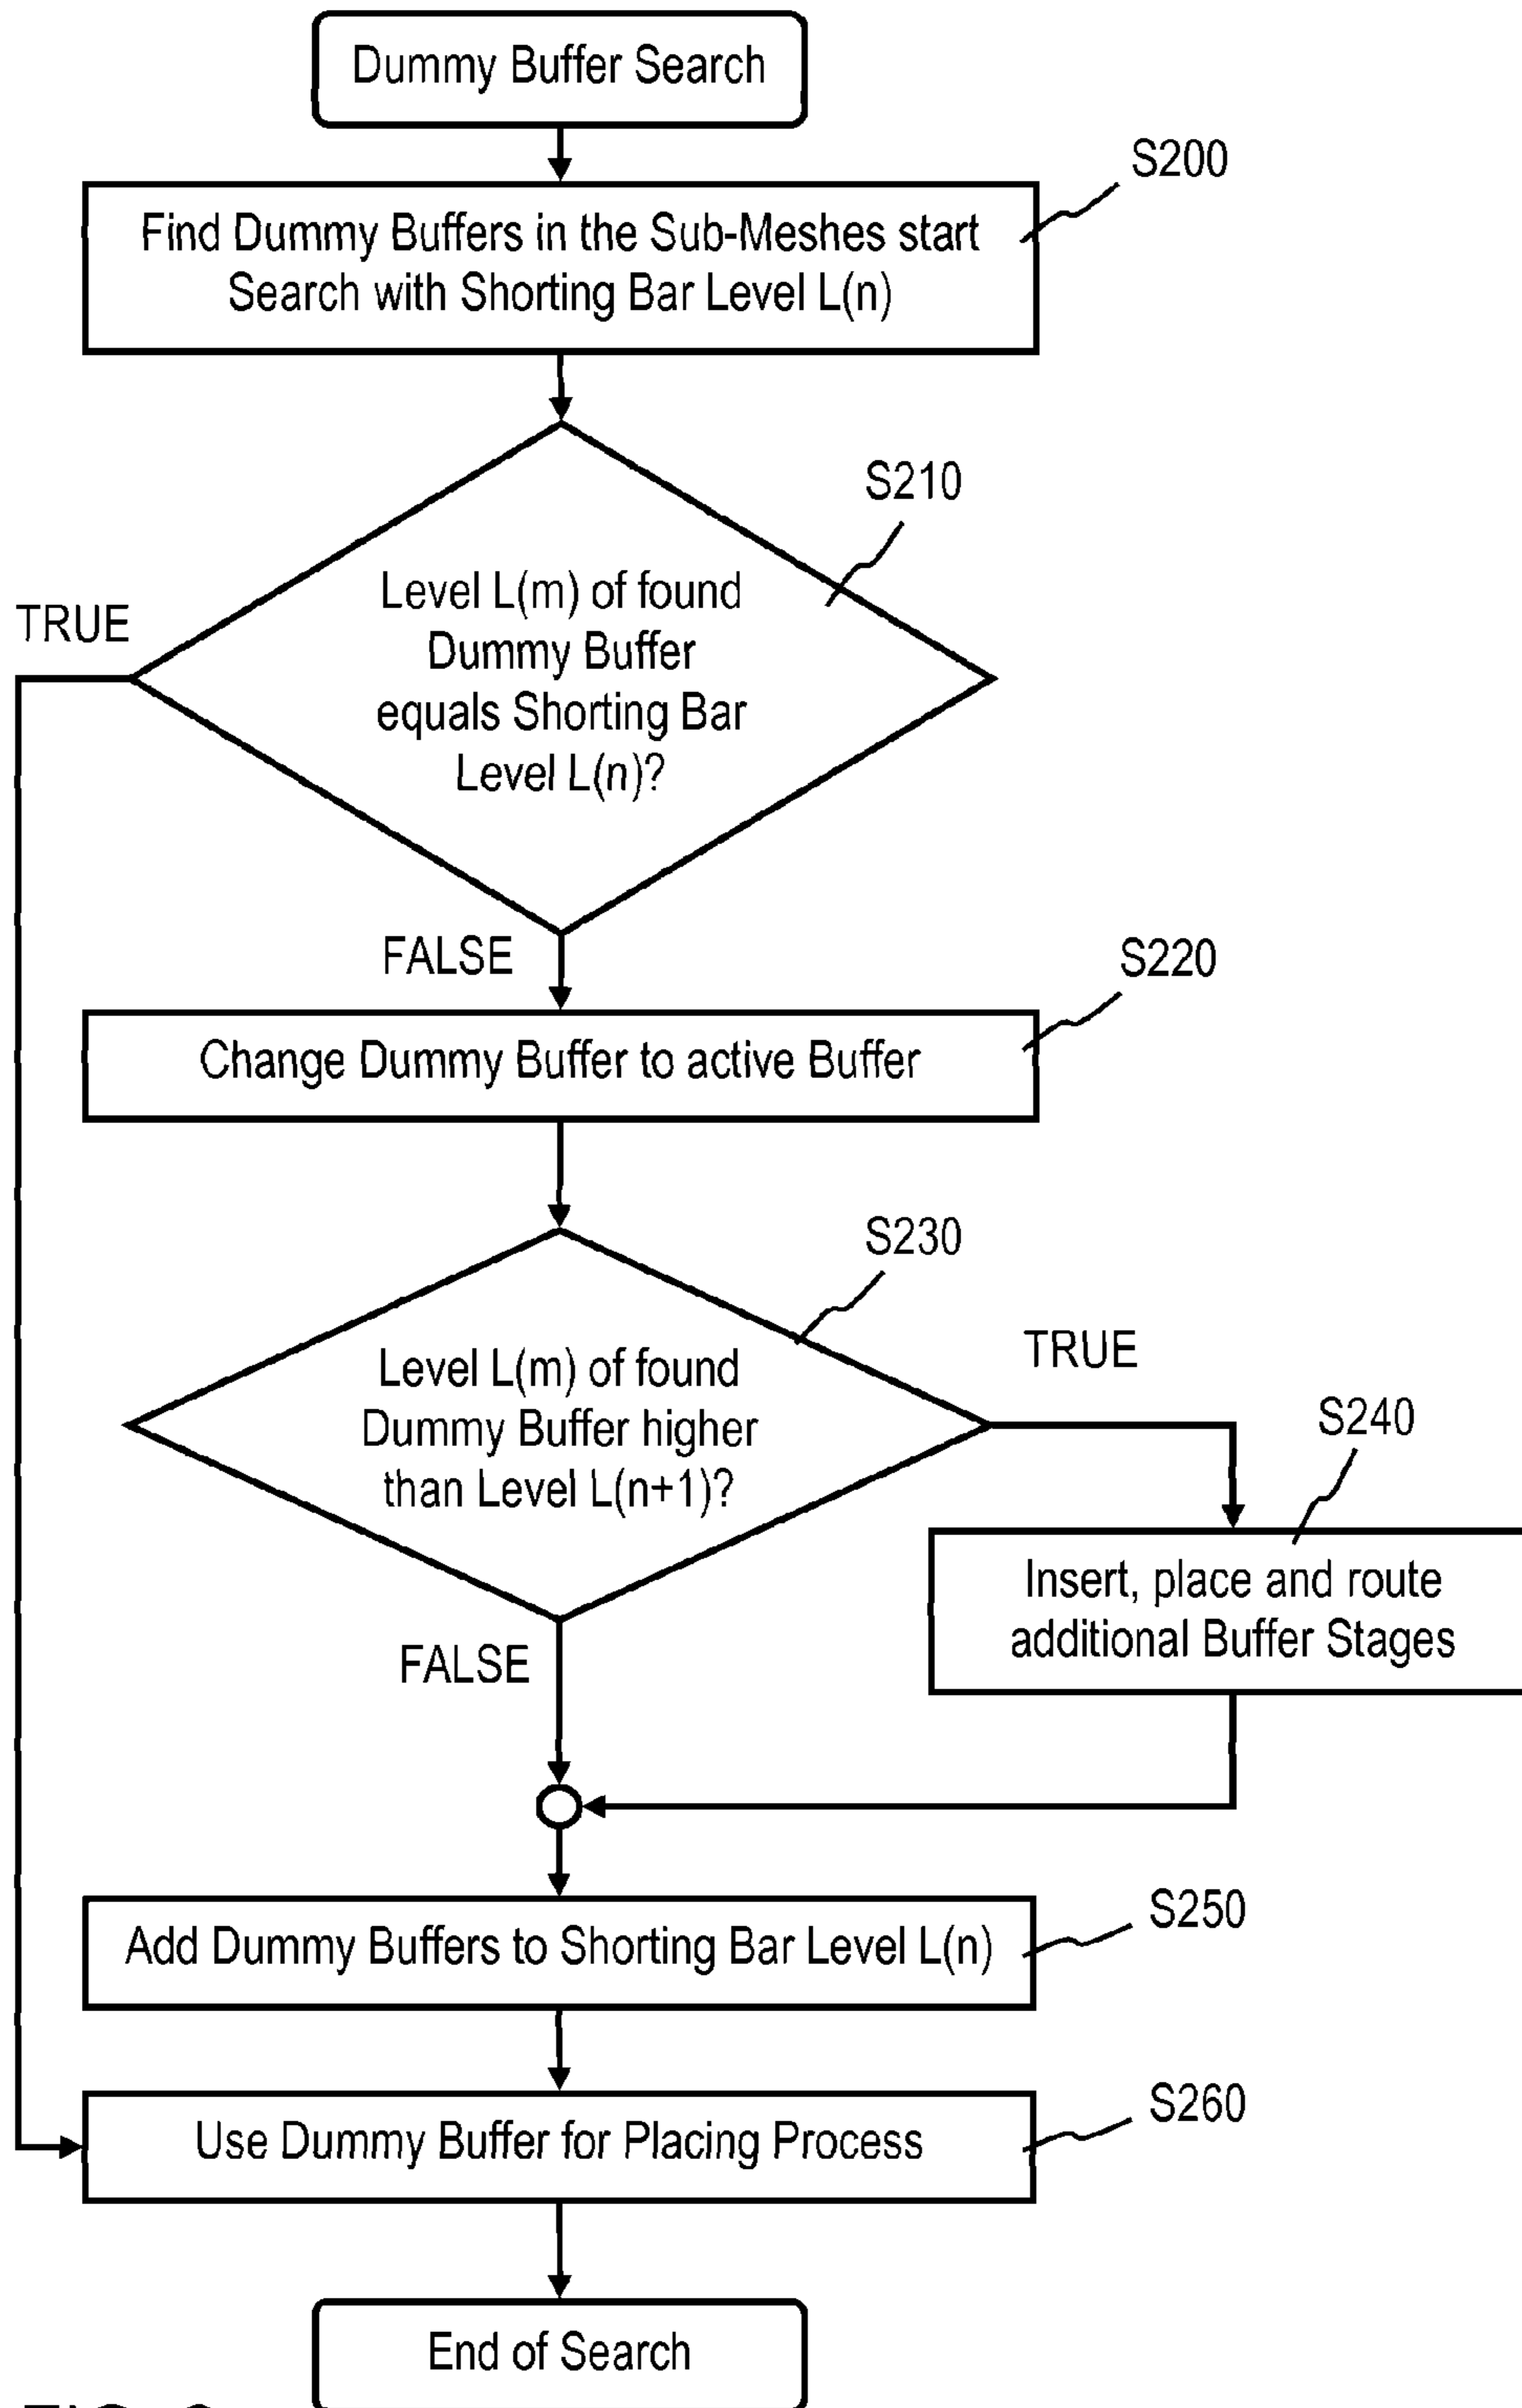 Dummy Buffer Search
S200
Find Dummy Buffers in the Sub-Meshes start
Search with Shorting Bar Level L(n)
S210
Level L(m) of found
Dummy Buffer
equals Shorting Bar
Level L(n)?
TRUE
FALSE
S220
Change Dummy Buffer to active Buffer
S230
Level L(m) of found
Dummy Buffer higher
than Level L(n+1)?
TRUE
S240
Insert, place and route
additional Buffer Stages
FALSE
S250
Add Dummy Buffers to Shorting Bar Level L(n)
S260
Use Dummy Buffer for Placing Process
End of Search